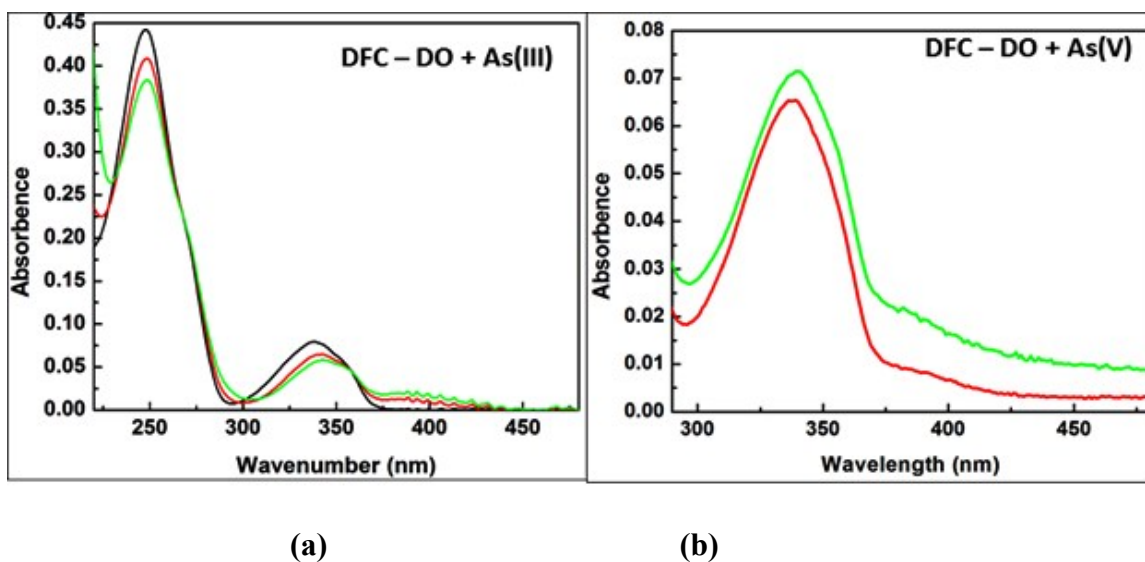 DFC – DO + As(III)
Absorbence
0.45
0.40
0.35
0.30
0.25
0.20
0.15
0.10
0.05
0.00
250 300 350 400 450
Wavenumber (nm)
DFC – DO + As(V)
Absorbence
0.08
0.07
0.06
0.05
0.04
0.03
0.02
0.01
0.00
300 350 400 450
Wavelength (nm)
(a) (b)